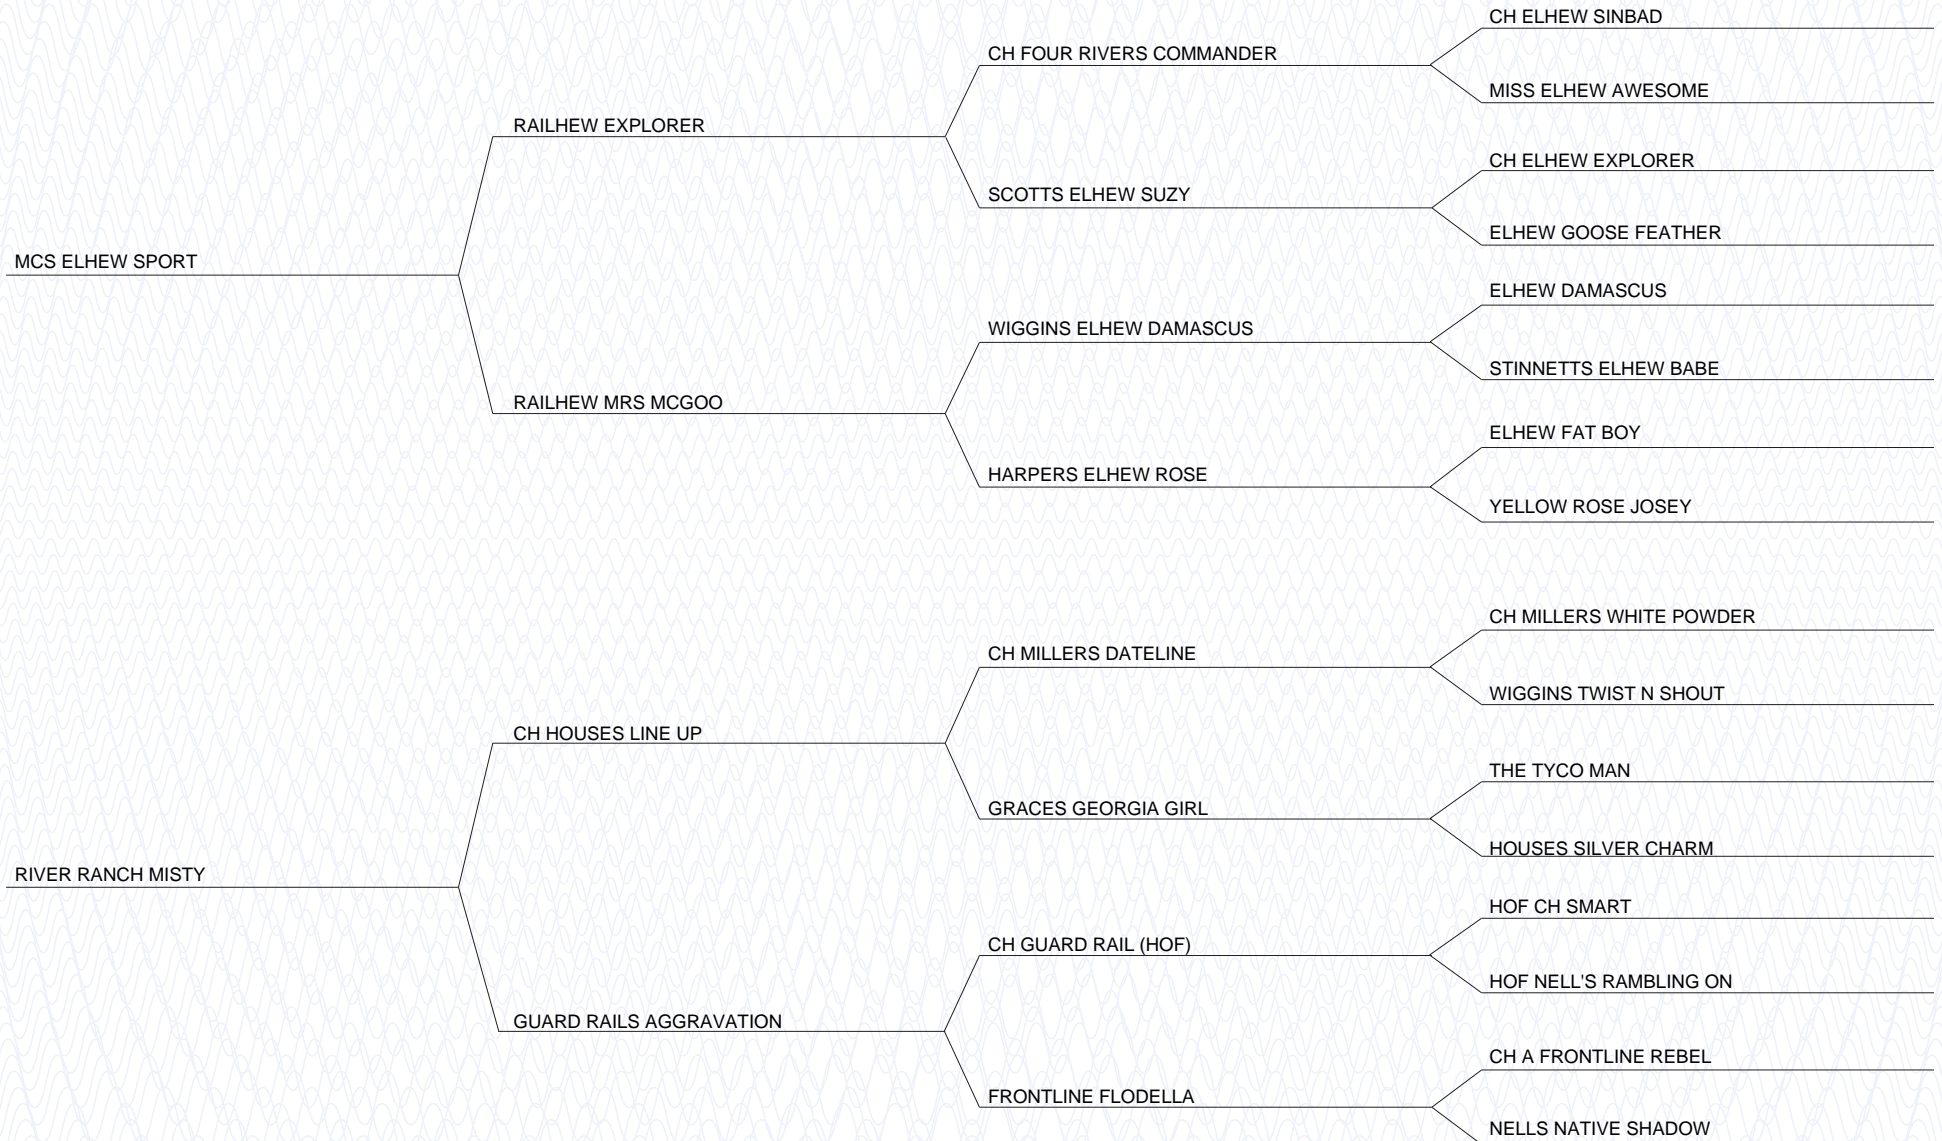 CH ELHEW SINBAD
CH FOUR RIVERS COMMANDER
MISS ELHEW AWESOME
RAILHEW EXPLORER
CH ELHEW EXPLORER
SCOTTS ELHEW SUZY
ELHEW GOOSE FEATHER
MCS ELHEW SPORT
ELHEW DAMASCUS
WIGGINS ELHEW DAMASCUS
STINNETTS ELHEW BABE
RAILHEW MRS MCGOO
ELHEW FAT BOY
HARPERS ELHEW ROSE
YELLOW ROSE JOSEY
CH MILLERS WHITE POWDER
CH MILLERS DATELINE
WIGGINS TWIST N SHOUT
CH HOUSES LINE UP
THE TYCO MAN
GRACES GEORGIA GIRL
HOUSES SILVER CHARM
RIVER RANCH MISTY
HOF CH SMART
CH GUARD RAIL (HOF)
HOF NELL'S RAMBLING ON
GUARD RAILS AGGRAVATION
CH A FRONTLINE REBEL
FRONTLINE FLODELLA
NELLS NATIVE SHADOW